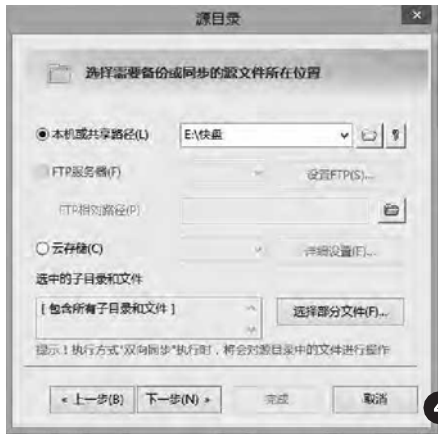 源目录
选择需要备份或同步的源文件所在位置
本机或共享路径(L) E:\快盘
FTP服务器(F) 设置FTP(S)...
FTP相对路径(P)
云存储(C) 详细设置(E)...
选中的子目录和文件
[ 包含所有子目录和文件 ] 选择部分文件(F)...
提示！执行方式"双向同步"执行时，将会对源目录中的文件进行操作
« 上一步(B) 下一步(N) » 完成 取消